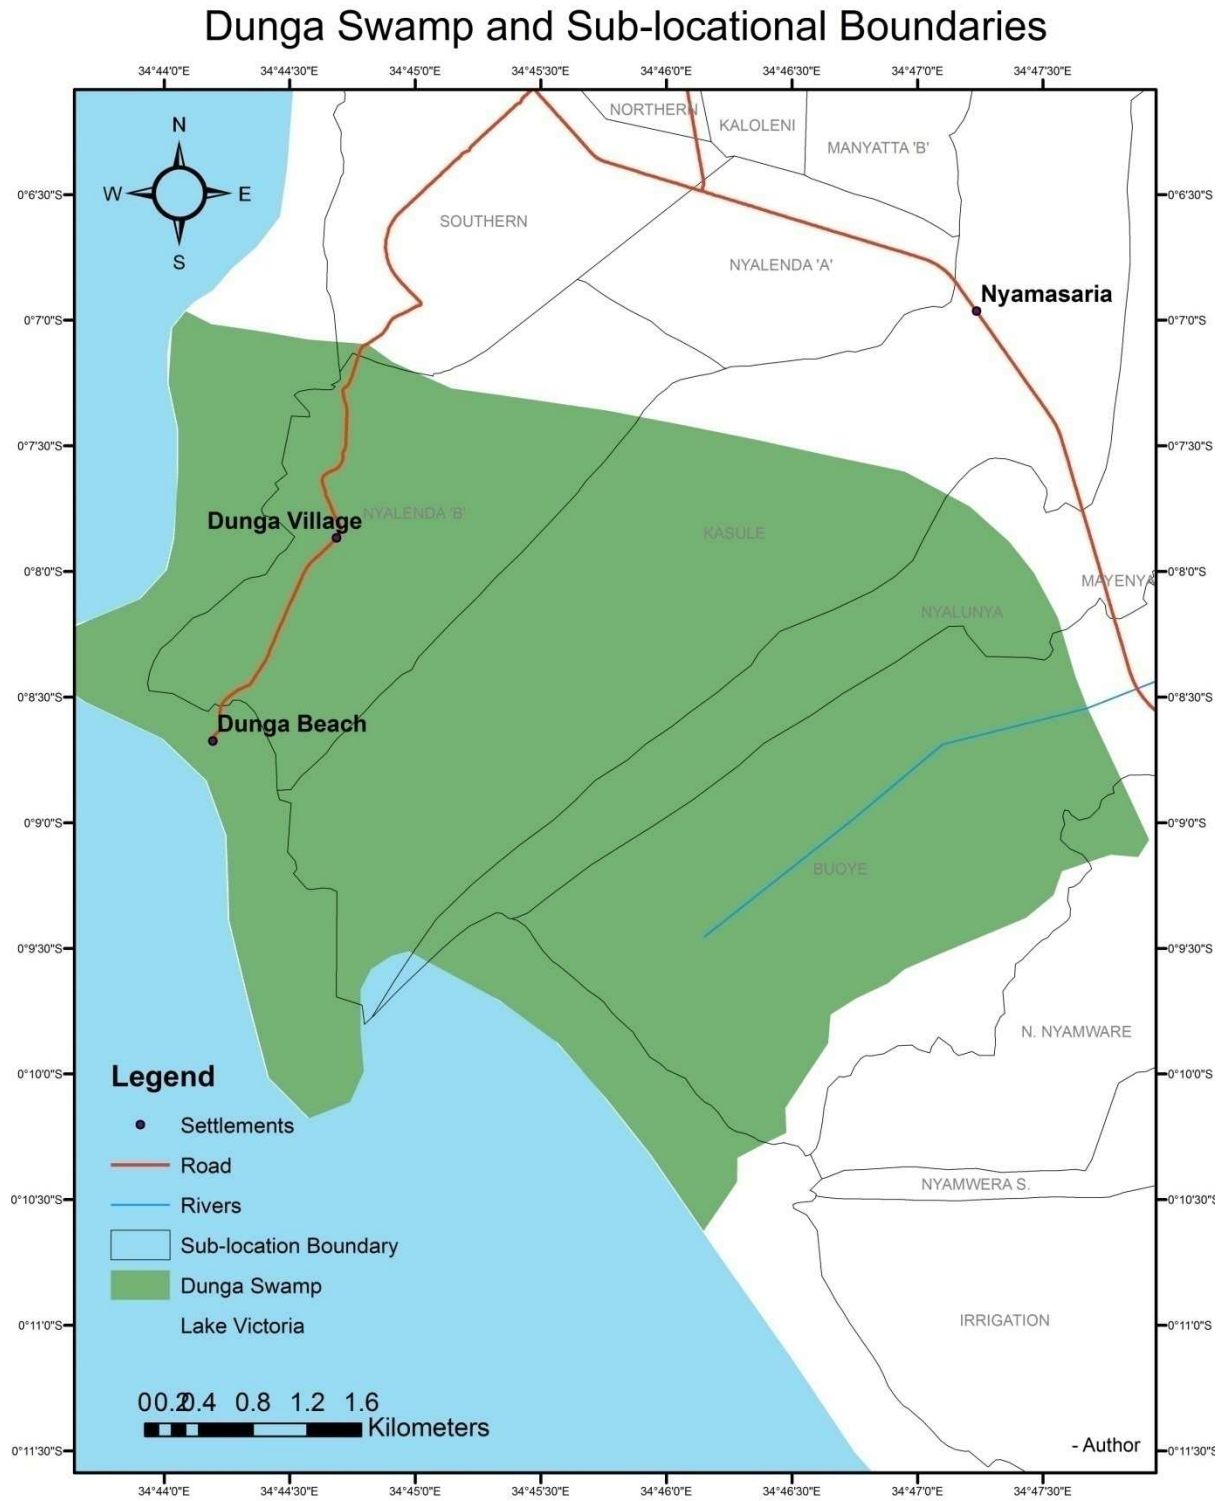 Dunga Swamp and Sub-locational Boundaries
34°44'0"E 34°44'30"E 34°45'0"E 34°45'30"E 34°46'0"E 34°46'30"E 34°47'0"E 34°47'30"E
N
W E
S
NORTHERN
KALOLENI
MANYATTA 'B'
0°6'30"S 0°6'30"S
SOUTHERN
NYALENDA 'A'
Nyamasaria
0°7'0"S 0°7'0"S
0°7'30"S 0°7'30"S
NYALENDA 'B'
Dunga Village
KASULE
0°8'0"S 0°8'0"S
MAYENYA
NYALUNYA
0°8'30"S 0°8'30"S
Dunga Beach
0°9'0"S 0°9'0"S
BUOYE
0°9'30"S 0°9'30"S
N. NYAMWARE
0°10'0"S 0°10'0"S
Legend
Settlements
Road
Rivers
Sub-location Boundary
Dunga Swamp
Lake Victoria
NYAMWERA S.
0°10'30"S 0°10'30"S
IRRIGATION
0°11'0"S 0°11'0"S
0 0.2 0.4 0.8 1.2 1.6
Kilometers
- Author
0°11'30"S 0°11'30"S
34°44'0"E 34°44'30"E 34°45'0"E 34°45'30"E 34°46'0"E 34°46'30"E 34°47'0"E 34°47'30"E